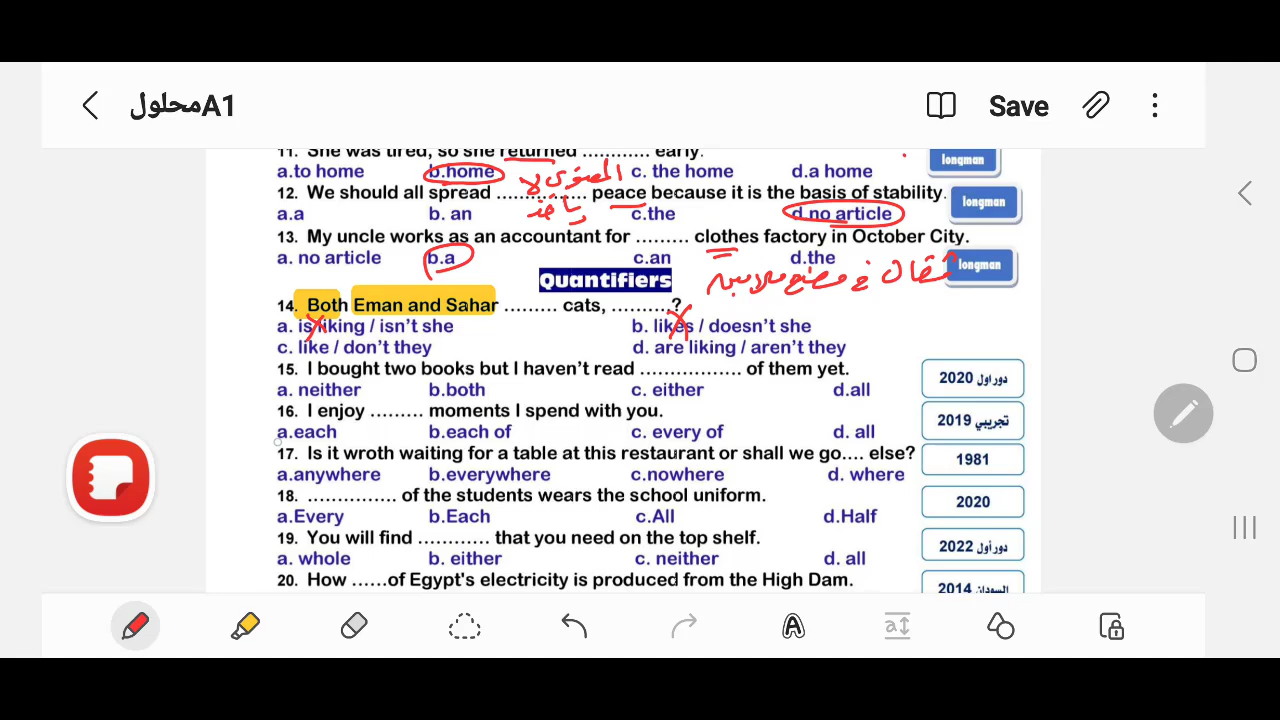 محلولA1
Save
11. She was tired, so she returned ........... early.
longman
a.to home b.home c. the home d.a home
المعنوى لا
12. We should all spread ............... peace because it is the basis of stability.
longman
ياخذ
a.a b. an c.the d.no article
13. My uncle works as an accountant for ......... clothes factory in October City.
a. no article b.a c.an d.the
longman
فى مصنع ملابس
Quantifiers
14. Both Eman and Sahar ......... cats, ..........?
a. is liking / isn't she b. likes / doesn't she
c. like / don't they d. are liking / aren't they
15. I bought two books but I haven't read ................. of them yet.
دور اول 2020
a. neither b.both c. either d.all
16. I enjoy ......... moments I spend with you.
تجريبي 2019
a.each b.each of c. every of d. all
17. Is it wroth waiting for a table at this restaurant or shall we go.... else?
1981
a.anywhere b.everywhere c.nowhere d. where
18. ............... of the students wears the school uniform.
2020
a.Every b.Each c.All d.Half
19. You will find ............ that you need on the top shelf.
دور أول 2022
a. whole b. either c. neither d. all
20. How ......of Egypt's electricity is produced from the High Dam.
السودان 2014